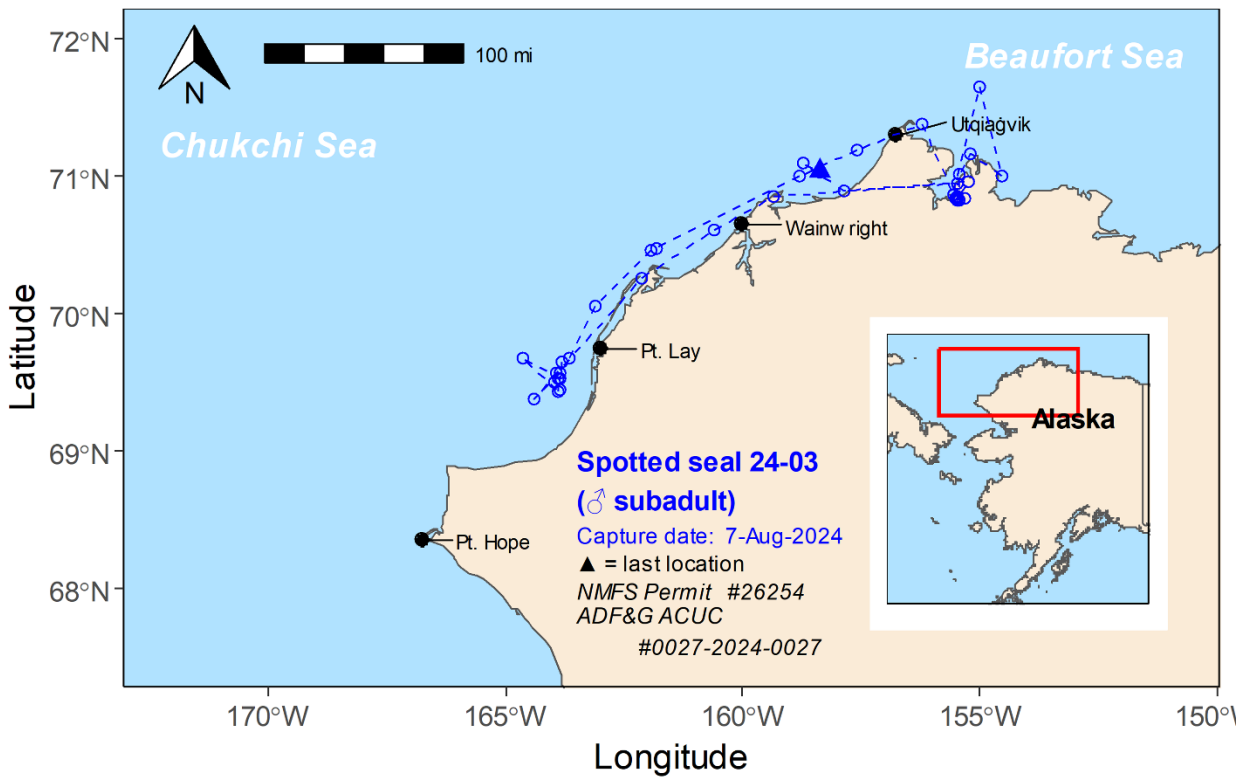 72°N
71°N
70°N
69°N
68°N
Latitude
N
100 mi
Beaufort Sea
Chukchi Sea
Utqiaġvik
Wainw right
Pt. Lay
Pt. Hope
Spotted seal 24-03
(♂ subadult)
Capture date: 7-Aug-2024
▲ = last location
NMFS Permit #26254
ADF&G ACUC
#0027-2024-0027
Alaska
170°W
165°W
160°W
155°W
150°W
Longitude